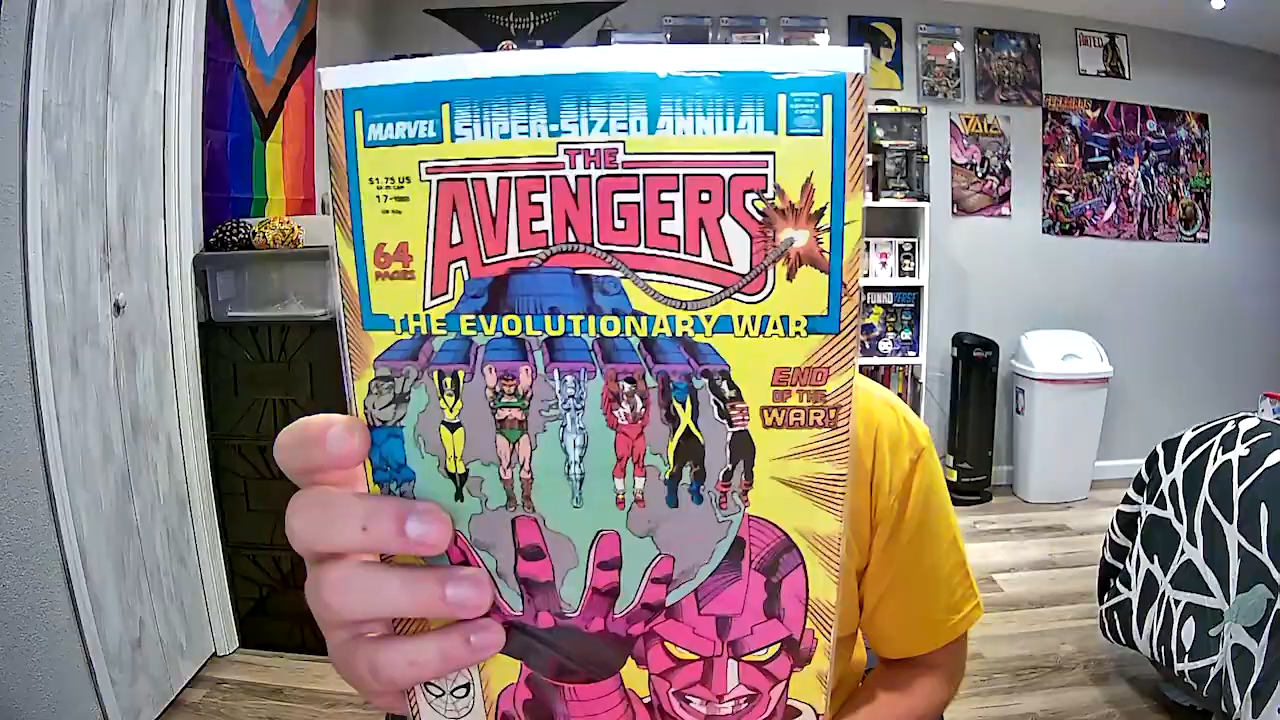 MARVEL
SUPER-SIZED ANNUAL
THE
AVENGERS
$1.75 US
17
64
PAGES
THE EVOLUTIONARY WAR
END
OF THE
WAR!
FUNKOVERSE